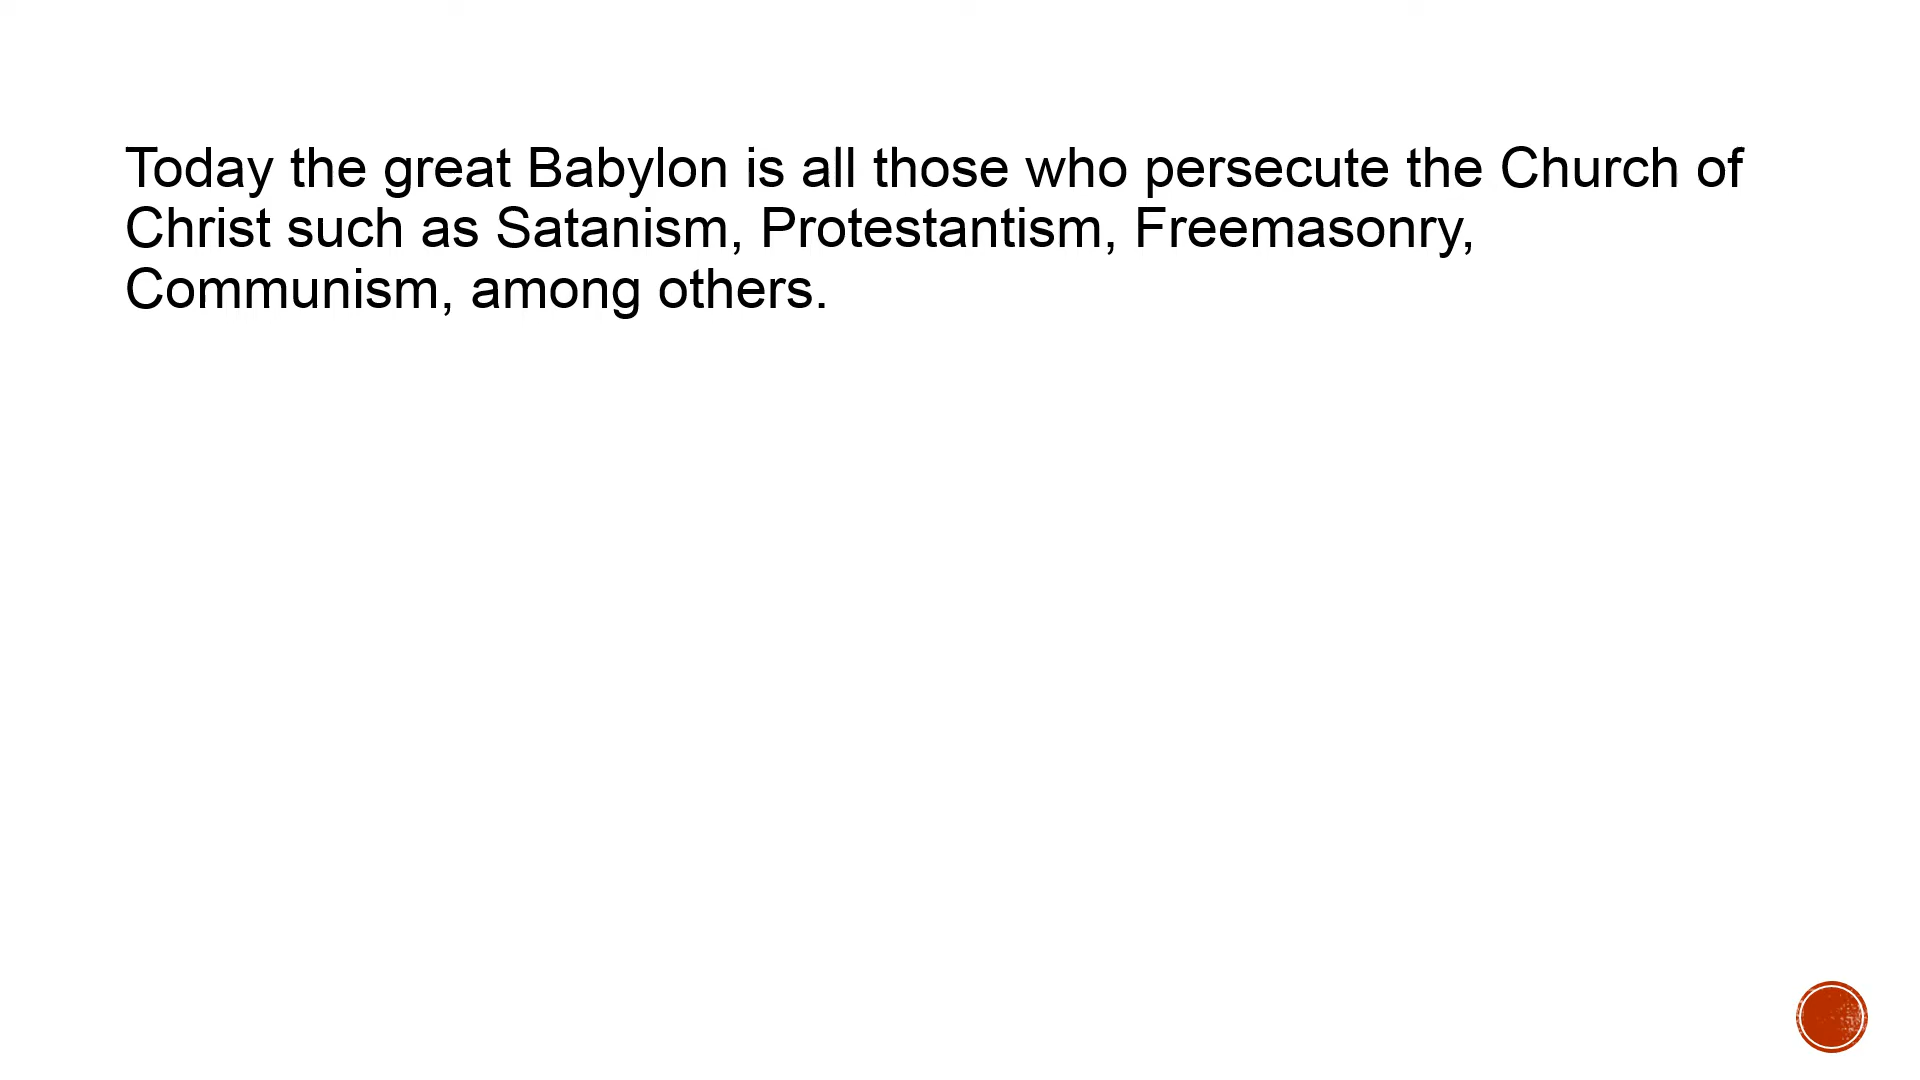 Today the great Babylon is all those who persecute the Church of
Christ such as Satanism, Protestantism, Freemasonry,
Communism, among others.